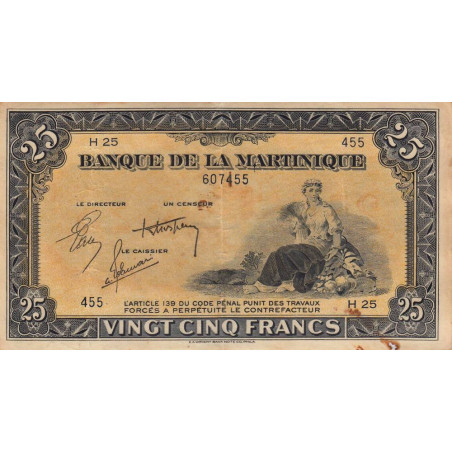 25 25
H 25 455
BANQUE DE LA MARTINIQUE
607455
LE DIRECTEUR UN CENSEUR
LE CAISSIER
455 H 25
L'ARTICLE 139 DU CODE PÉNAL PUNIT DES TRAVAUX
FORCÉS A PERPÉTUITÉ LE CONTREFACTEUR
25 25
VINGT CINQ FRANCS